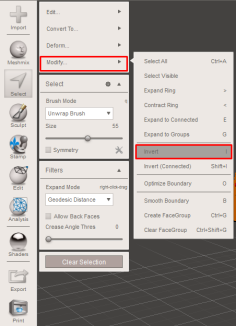 Import
Meshmix
Select
Sculpt
Stamp
Edit
Analysis
Shaders
Export
Print
Edit...
Convert To...
Deform...
Modify...
Select
Brush Mode
Unwrap Brush
Size 55
Symmetry
Filters
Expand Mode right-click-drag
Geodesic Distance
Allow Back Faces
Crease Angle Thres 0
Clear Selection
Select All Ctrl+A
Select Visible
Expand Ring >
Contract Ring <
Expand to Connected E
Expand to Groups G
Invert I
Invert (Connected) Shift+I
Optimize Boundary O
Smooth Boundary B
Create FaceGroup Ctrl+G
Clear FaceGroup Ctrl+Shift+G